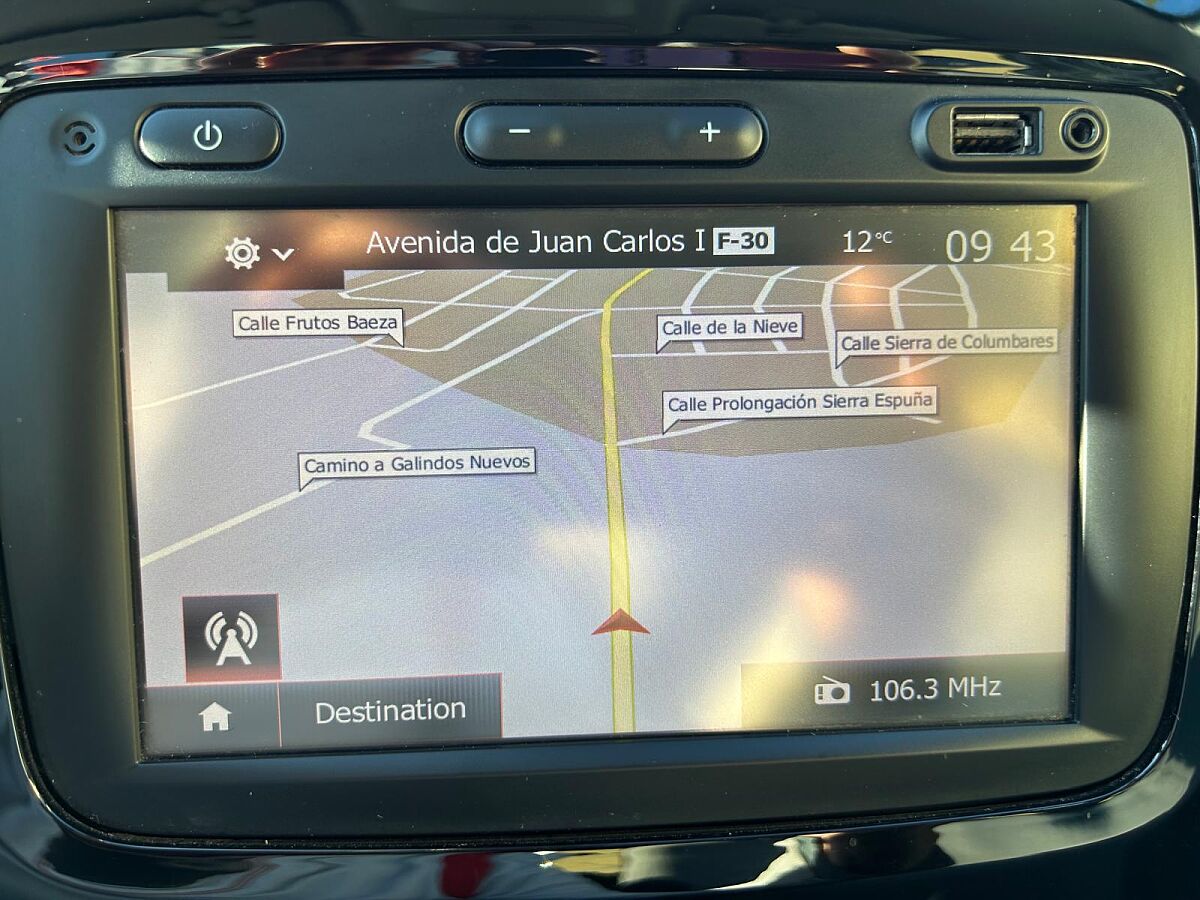 Avenida de Juan Carlos I F-30
12°C
09 43
Calle Frutos Baeza
Calle de la Nieve
Calle Sierra de Columbares
Calle Prolongación Sierra Espuña
Camino a Galindos Nuevos
Destination
106.3 MHz